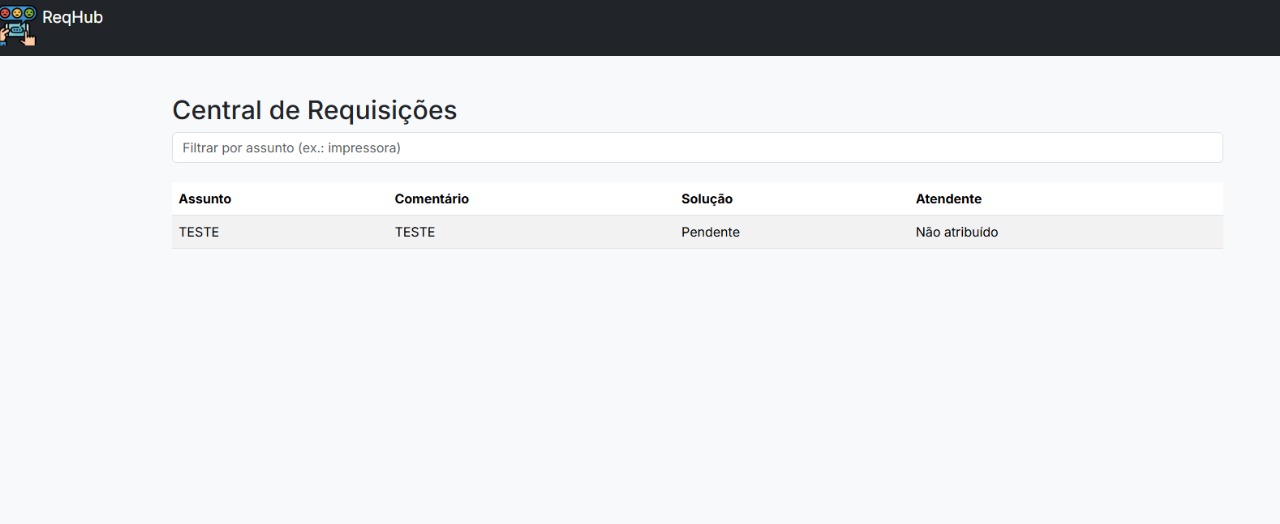 ReqHub
Central de Requisições
Filtrar por assunto (ex.: impressora)
Assunto Comentário Solução Atendente
TESTE TESTE Pendente Não atribuído